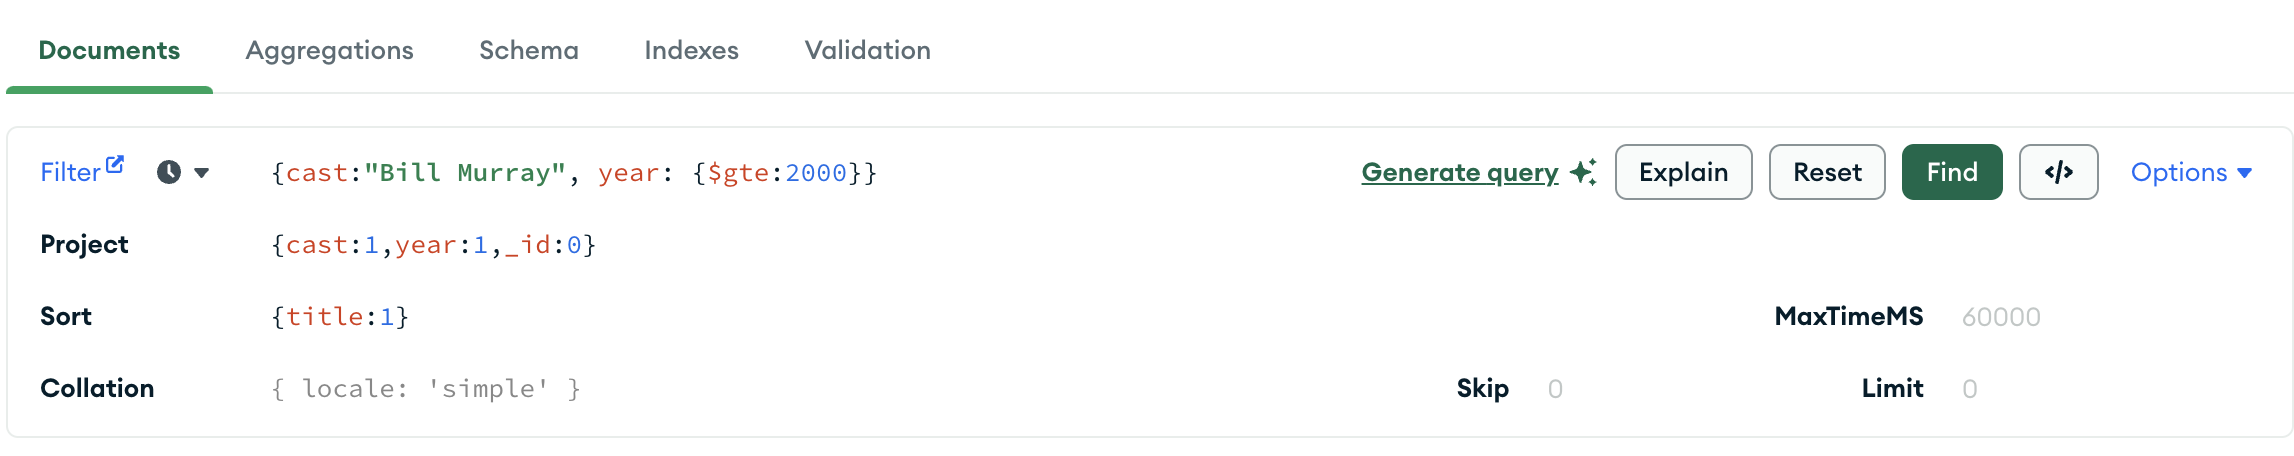 Documents Aggregations Schema Indexes Validation
Filter {cast:"Bill Murray", year: {$gte:2000}} Generate query Explain Reset Find </> Options
Project {cast:1,year:1,_id:0}
Sort {title:1} MaxTimeMS 60000
Collation { locale: 'simple' } Skip 0 Limit 0